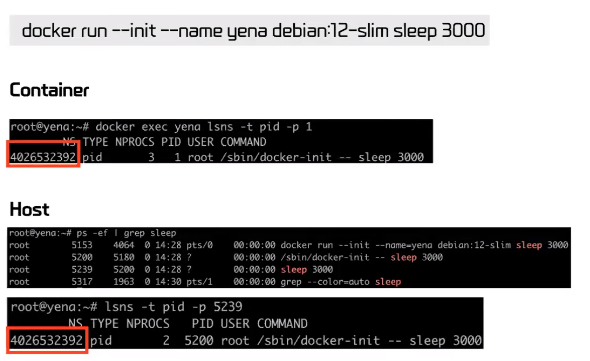 docker run --init --name yena debian:12-slim sleep 3000
Container
root@yena:~# docker exec yena lsns -t pid -p 1
NS TYPE NPROCS PID USER COMMAND
4026532392 pid 3 1 root /sbin/docker-init -- sleep 3000
Host
root@yena:~# ps -ef | grep sleep
root 5153 4064 0 14:28 pts/0 00:00:00 docker run --init --name=yena debian:12-slim sleep 3000
root 5200 5180 0 14:28 ? 00:00:00 /sbin/docker-init -- sleep 3000
root 5239 5200 0 14:28 ? 00:00:00 sleep 3000
root 5317 1963 0 14:30 pts/1 00:00:00 grep --color=auto sleep
root@yena:~# lsns -t pid -p 5239
NS TYPE NPROCS PID USER COMMAND
4026532392 pid 2 5200 root /sbin/docker-init -- sleep 3000